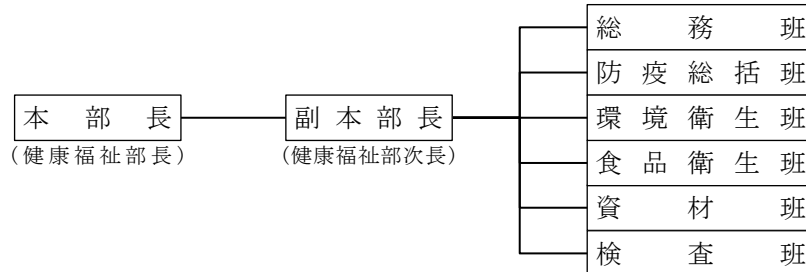 本部長
(健康福祉部長)
副本部長
(健康福祉部次長)
総務班
防疫総括班
環境衛生班
食品衛生班
資材班
検査班